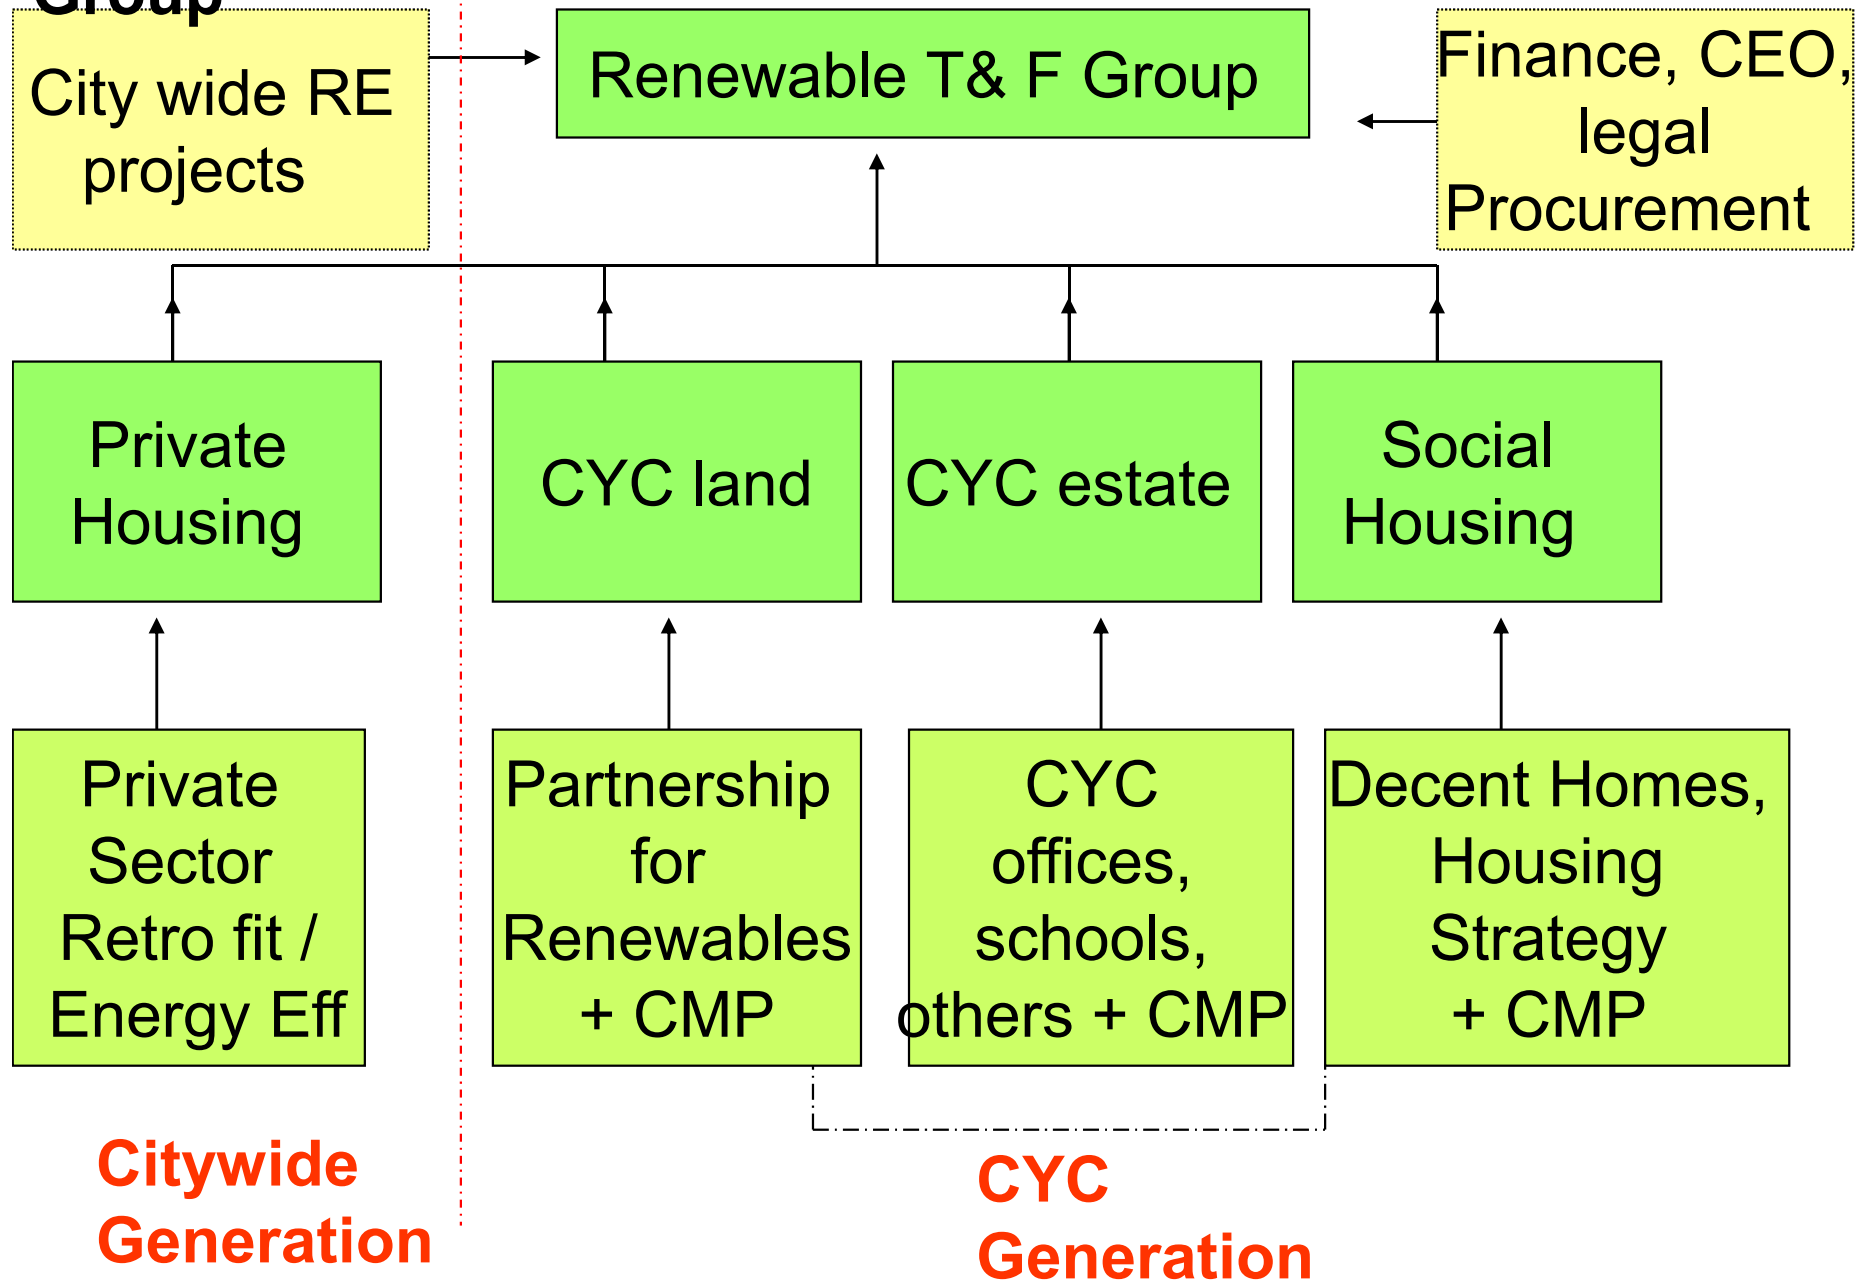 Group
City wide RE
projects
Renewable T& F Group
Finance, CEO,
legal
Procurement
Private
Housing
CYC land
CYC estate
Social
Housing
Private
Sector
Retro fit /
Energy Eff
Partnership
for
Renewables
+ CMP
CYC
offices,
schools,
others + CMP
Decent Homes,
Housing
Strategy
+ CMP
Citywide
Generation
CYC
Generation